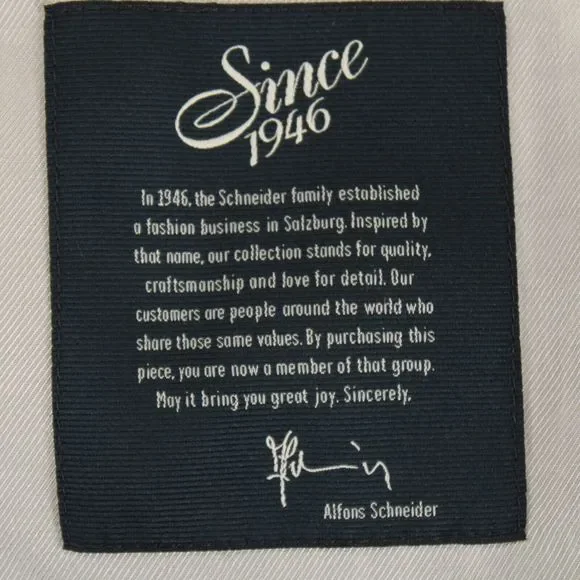 Since
1946
In 1946, the Schneider family established
a fashion business in Salzburg. Inspired by
that name, our collection stands for quality,
craftsmanship and love for detail. Our
customers are people around the world who
share those same values. By purchasing this
piece, you are now a member of that group.
May it bring you great joy. Sincerely,
Alfons Schneider